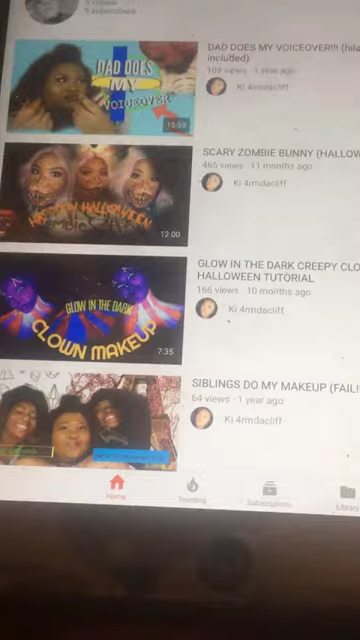 DAD DOES MY VOICEOVER!!! (hila
included)
109 views · 1 year ago
Ki 4rmdacliff
DAD DOES
MY
VOICEOVER
15:59
SCARY ZOMBIE BUNNY (HALLOW
465 views · 11 months ago
Ki 4rmdacliff
HAPPY HALLOWEEN
12:00
GLOW IN THE DARK CREEPY CLO
HALLOWEEN TUTORIAL
166 views · 10 months ago
Ki 4rmdacliff
GLOW IN THE DARK
CLOWN MAKEUP
7:35
SIBLINGS DO MY MAKEUP (FAIL!
64 views · 1 year ago
Ki 4rmdacliff
Home
Trending
Subscriptions
Library